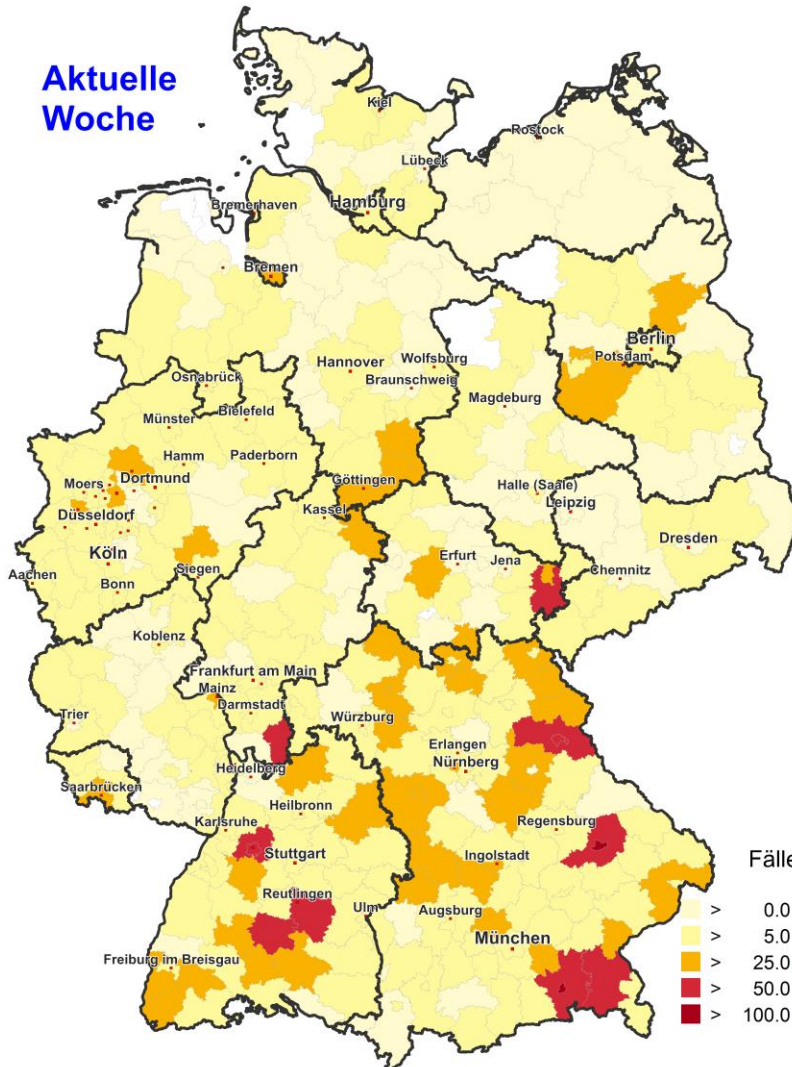 Aktuelle
Woche
Kiel
Rostock
Lübeck
Bremerhaven
Hamburg
Bremen
Berlin
Potsdam
Hannover
Wolfsburg
Braunschweig
Osnabrück
Magdeburg
Münster
Bielefeld
Hamm
Paderborn
Moers
Dortmund
Göttingen
Halle (Saale)
Leipzig
Düsseldorf
Kassel
Dresden
Köln
Erfurt
Jena
Chemnitz
Aachen
Siegen
Bonn
Koblenz
Frankfurt am Main
Mainz
Darmstadt
Trier
Würzburg
Erlangen
Nürnberg
Heidelberg
Saarbrücken
Heilbronn
Karlsruhe
Regensburg
Stuttgart
Ingolstadt
Fälle
Reutlingen
Ulm
Augsburg
München
Freiburg im Breisgau
> 0.0
> 5.0
> 25.0
> 50.0
> 100.0